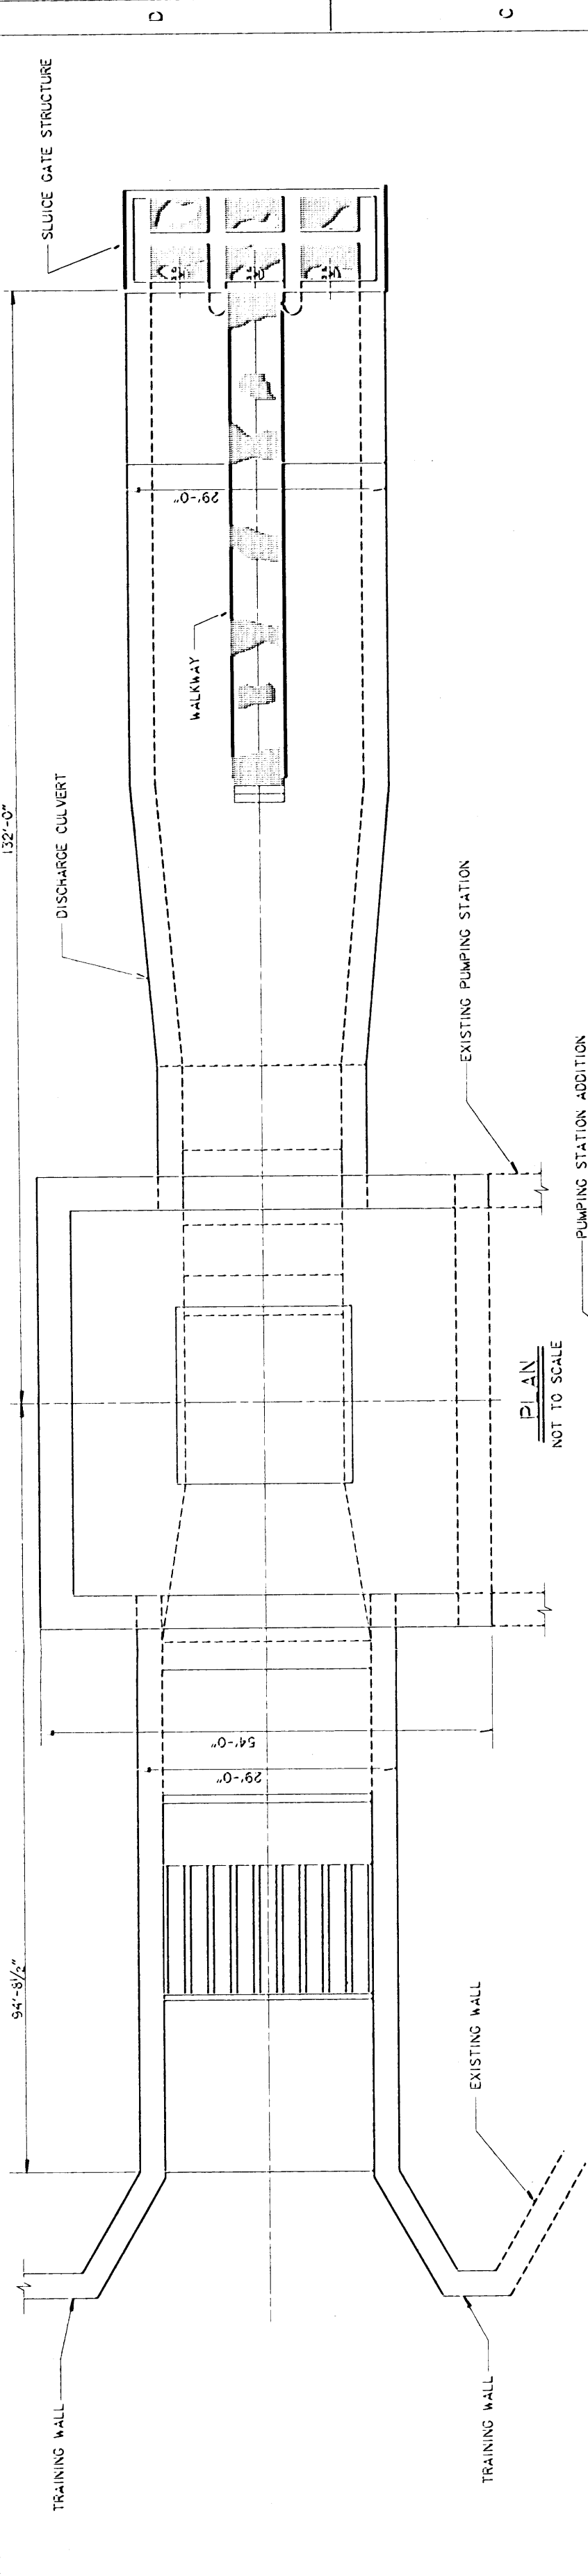 D
C
SLUICE GATE STRUCTURE
132'-0"
29'-0"
WALKWAY
DISCHARGE CULVERT
EXISTING PUMPING STATION
PUMPING STATION ADDITION
PLAN
NOT TO SCALE
54'-0"
29'-0"
94'-8½"
EXISTING WALL
TRAINING WALL
TRAINING WALL